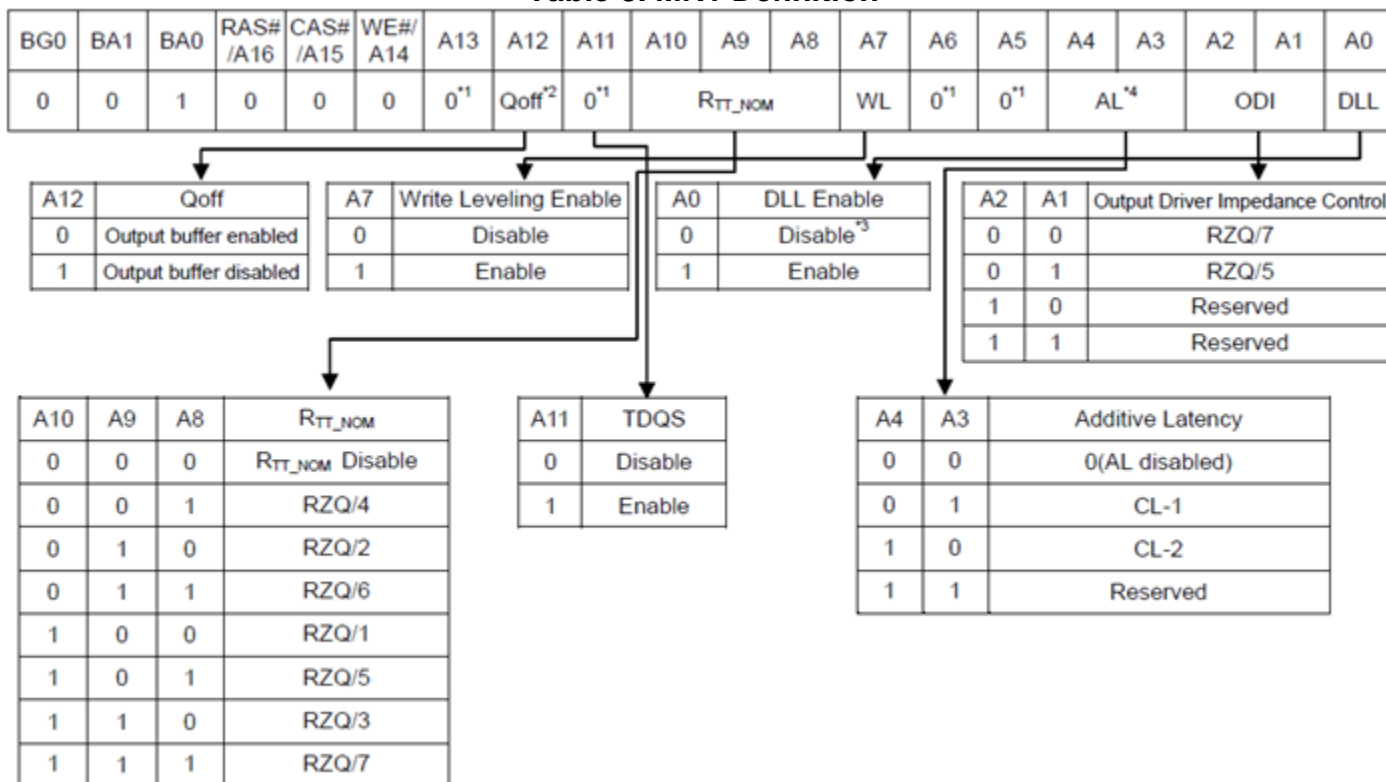 Table 6. MR1 Definition
BG0 BA1 BA0 RAS# /A16 CAS# /A15 WE#/ A14 A13 A12 A11 A10 A9 A8 A7 A6 A5 A4 A3 A2 A1 A0
0 0 1 0 0 0 0*1 Qoff*2 0*1 RTT_NOM WL 0*1 0*1 AL*4 ODI DLL
A12 Qoff
0 Output buffer enabled
1 Output buffer disabled
A7 Write Leveling Enable
0 Disable
1 Enable
A0 DLL Enable
0 Disable*3
1 Enable
A2 A1 Output Driver Impedance Control
0 0 RZQ/7
0 1 RZQ/5
1 0 Reserved
1 1 Reserved
A10 A9 A8 RTT_NOM
0 0 0 RTT_NOM Disable
0 0 1 RZQ/4
0 1 0 RZQ/2
0 1 1 RZQ/6
1 0 0 RZQ/1
1 0 1 RZQ/5
1 1 0 RZQ/3
1 1 1 RZQ/7
A11 TDQS
0 Disable
1 Enable
A4 A3 Additive Latency
0 0 0(AL disabled)
0 1 CL-1
1 0 CL-2
1 1 Reserved